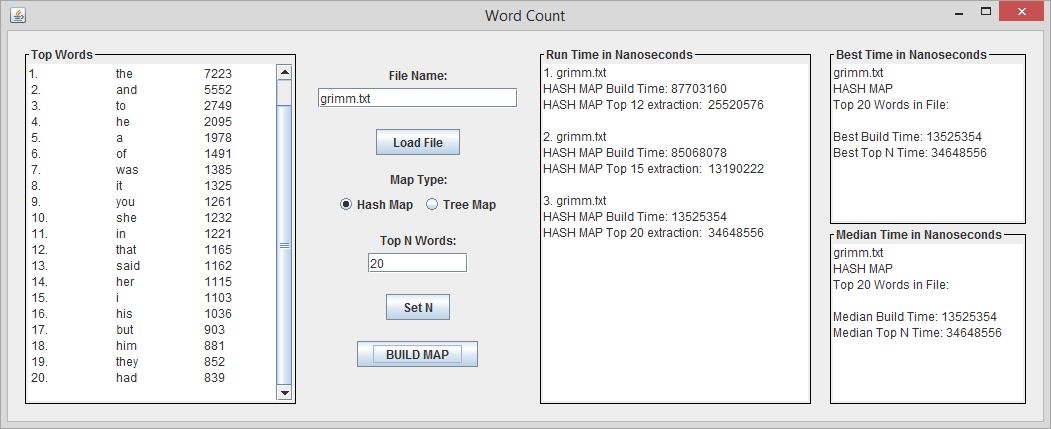 Word Count
Top Words
1. the 7223
2. and 5552
3. to 2749
4. he 2095
5. a 1978
6. of 1491
7. was 1385
8. it 1325
9. you 1261
10. she 1232
11. in 1221
12. that 1165
13. said 1162
14. her 1115
15. i 1103
16. his 1036
17. but 903
18. him 881
19. they 852
20. had 839
File Name:
grimm.txt
Load File
Map Type:
Hash Map Tree Map
Top N Words:
20
Set N
BUILD MAP
Run Time in Nanoseconds
1. grimm.txt
HASH MAP Build Time: 87703160
HASH MAP Top 12 extraction: 25520576
2. grimm.txt
HASH MAP Build Time: 85068078
HASH MAP Top 15 extraction: 13190222
3. grimm.txt
HASH MAP Build Time: 13525354
HASH MAP Top 20 extraction: 34648556
Best Time in Nanoseconds
grimm.txt
HASH MAP
Top 20 Words in File:
Best Build Time: 13525354
Best Top N Time: 34648556
Median Time in Nanoseconds
grimm.txt
HASH MAP
Top 20 Words in File:
Median Build Time: 13525354
Median Top N Time: 34648556